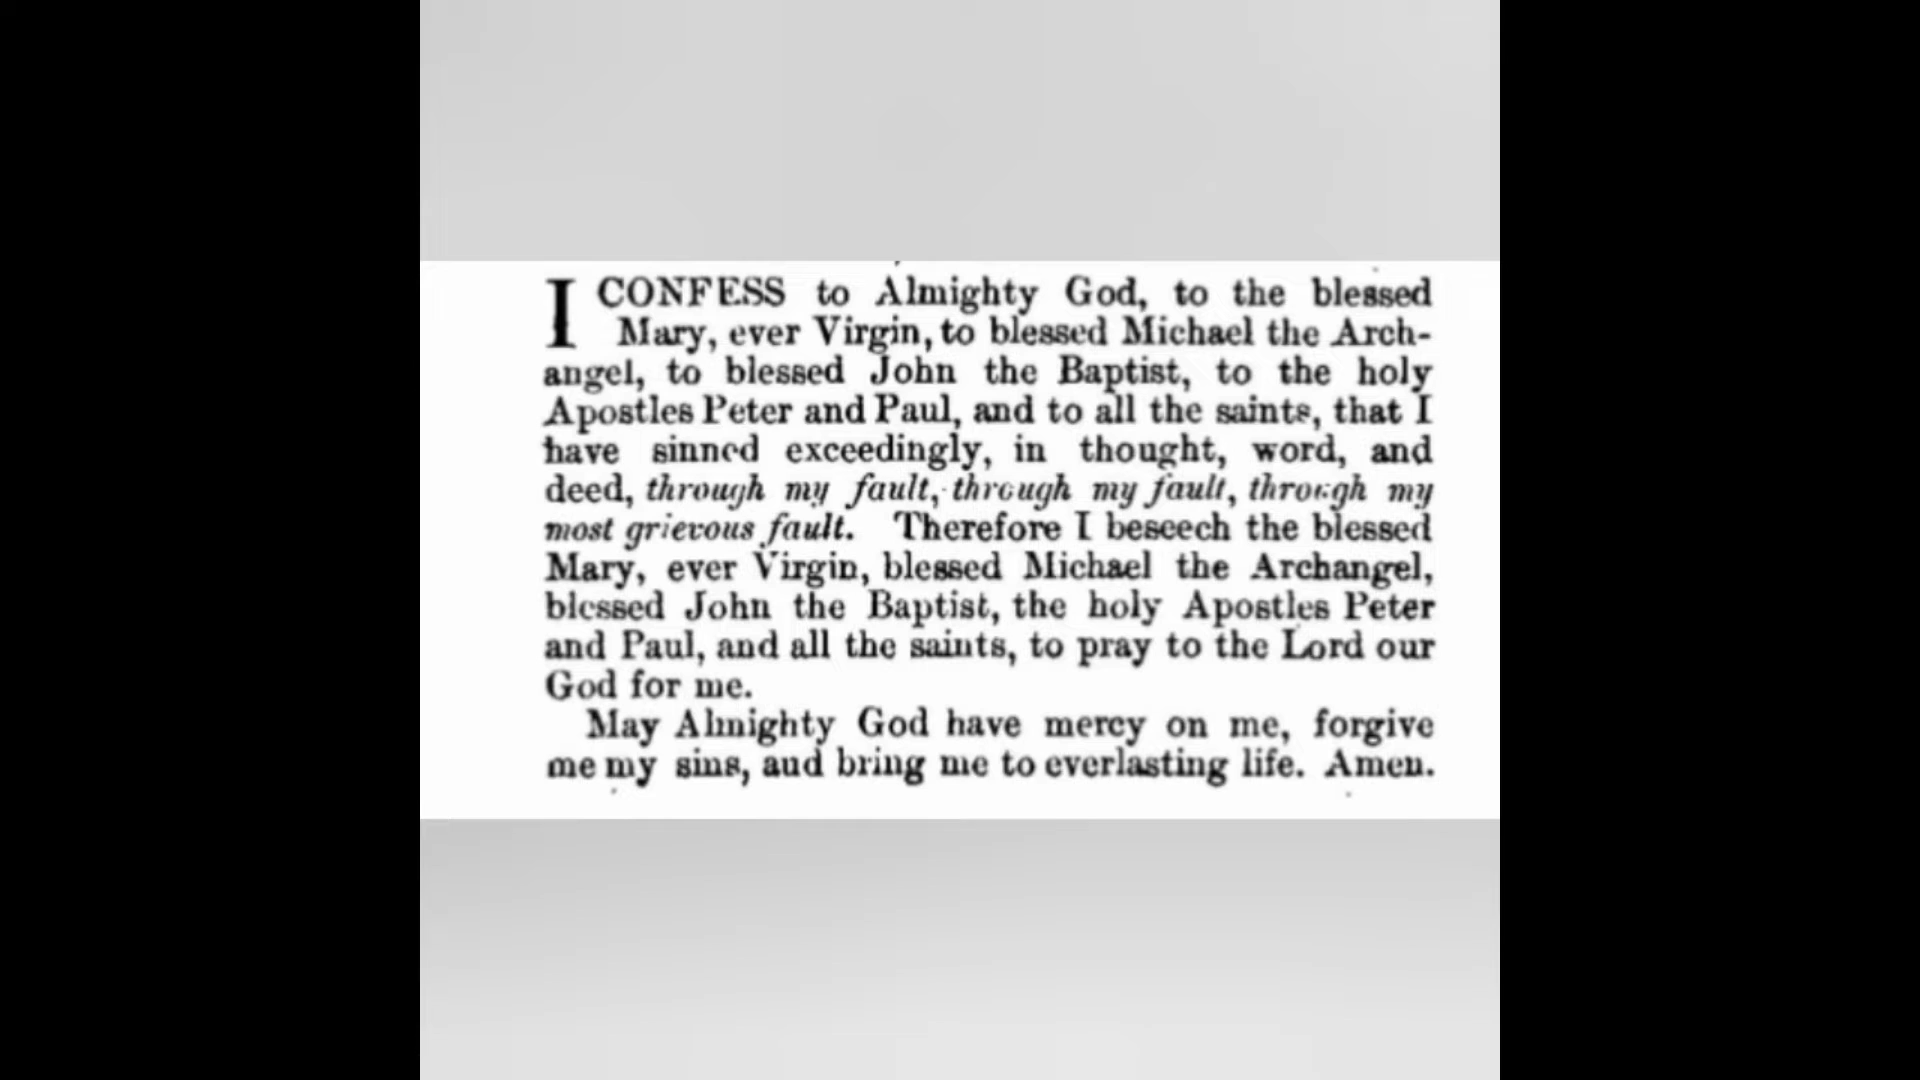 I CONFESS to Almighty God, to the blessed
Mary, ever Virgin, to blessed Michael the Arch-
angel, to blessed John the Baptist, to the holy
Apostles Peter and Paul, and to all the saints, that I
have sinned exceedingly, in thought, word, and
deed, through my fault, through my fault, through my
most grievous fault. Therefore I beseech the blessed
Mary, ever Virgin, blessed Michael the Archangel,
blessed John the Baptist, the holy Apostles Peter
and Paul, and all the saints, to pray to the Lord our
God for me.
May Almighty God have mercy on me, forgive
me my sins, and bring me to everlasting life. Amen.